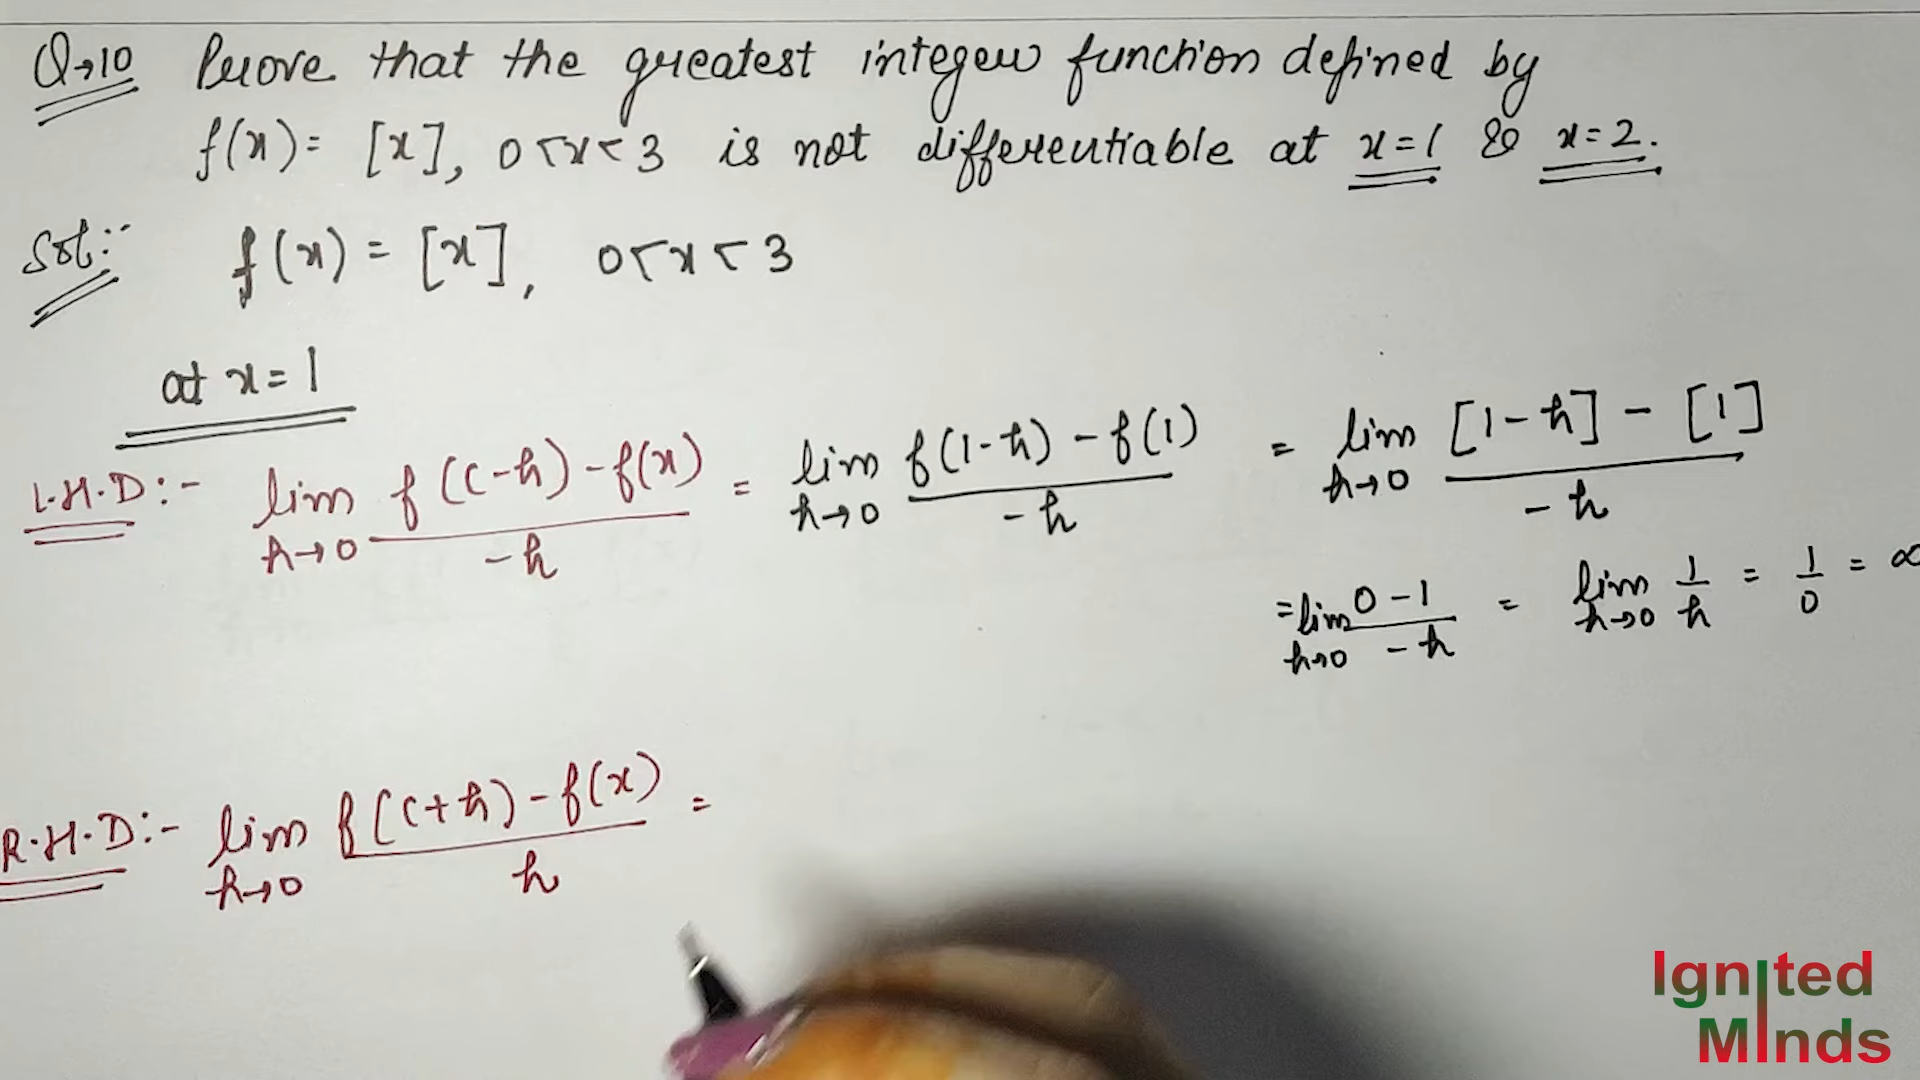 Q→10 Prove that the greatest integer function defined by
f(x) = [x], 0<x<3 is not differentiable at x=1 & x=2.
Sol:- f(x) = [x], 0<x<3
at x=1
L.H.D:- lim h→0 f(c-h)-f(x) / -h = lim h→0 f(1-h)-f(1) / -h = lim h→0 [1-h] - [1] / -h
= lim h→0 0-1 / -h = lim h→0 1/h = 1/0 = ∞
R.H.D:- lim h→0 f(c+h)-f(x) / h =
Ignited
Minds